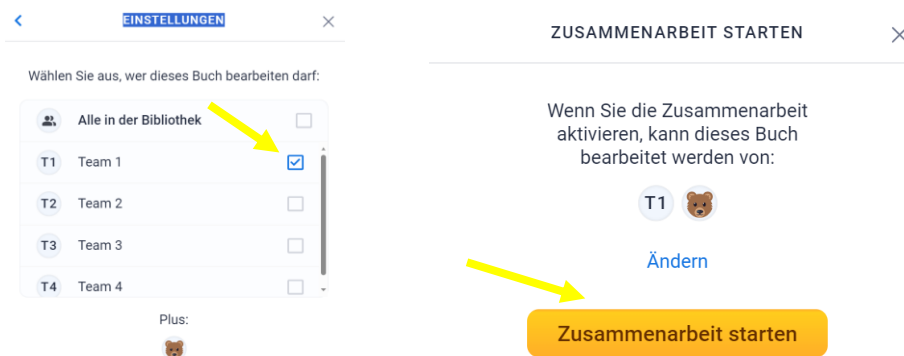 EINSTELLUNGEN
Wählen Sie aus, wer dieses Buch bearbeiten darf:
Alle in der Bibliothek
T1 Team 1
T2 Team 2
T3 Team 3
T4 Team 4
Plus:
ZUSAMMENARBEIT STARTEN
Wenn Sie die Zusammenarbeit
aktivieren, kann dieses Buch
bearbeitet werden von:
T1
Ändern
Zusammenarbeit starten